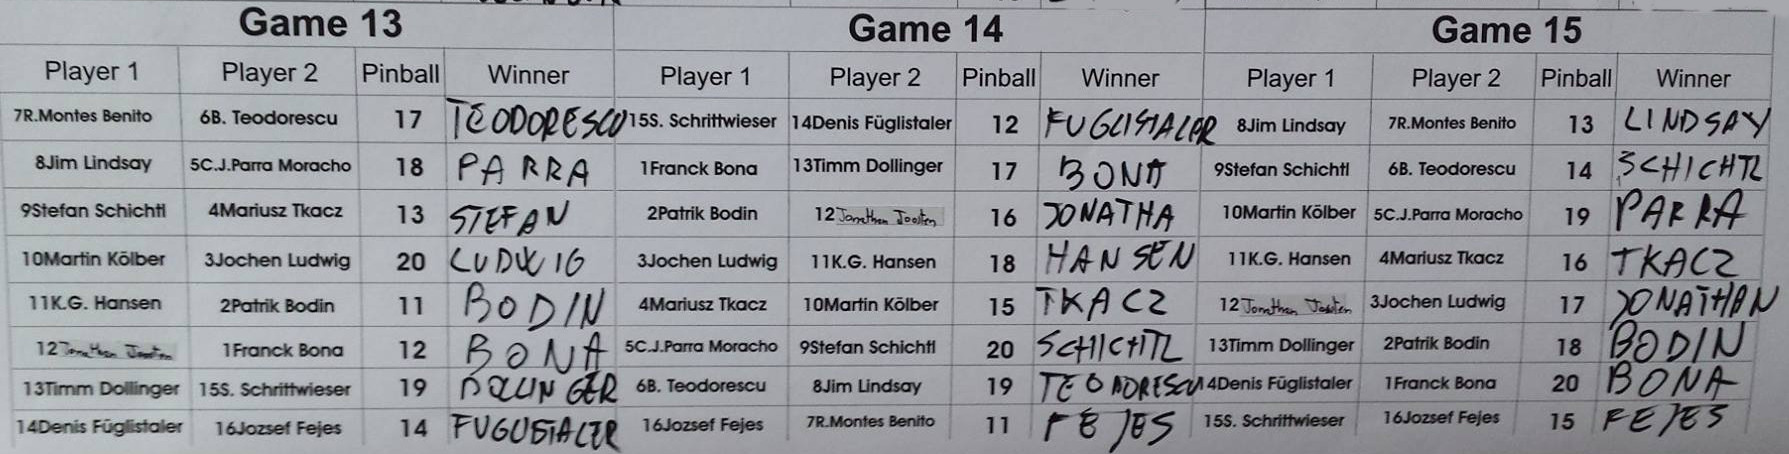 Game 13 Game 14 Game 15
Player 1 Player 2 Pinball Winner Player 1 Player 2 Pinball Winner Player 1 Player 2 Pinball Winner
7R.Montes Benito 6B. Teodorescu 17 TEODORESCU 15S. Schrittwieser 14Denis Füglistaler 12 FUGLISTALER 8Jim Lindsay 7R.Montes Benito 13 LINDSAY
8Jim Lindsay 5C.J.Parra Moracho 18 PARRA 1Franck Bona 13Timm Dollinger 17 BONA 9Stefan Schichtl 6B. Teodorescu 14 SCHICHTL
9Stefan Schichtl 4Mariusz Tkacz 13 STEFAN 2Patrik Bodin 12 Jonathan Joosten 16 JONATHA 10Martin Kölber 5C.J.Parra Moracho 19 PARRA
10Martin Kölber 3Jochen Ludwig 20 LUDWIG 3Jochen Ludwig 11K.G. Hansen 18 HANSEN 11K.G. Hansen 4Mariusz Tkacz 16 TKACZ
11K.G. Hansen 2Patrik Bodin 11 BODIN 4Mariusz Tkacz 10Martin Kölber 15 TKACZ 12 Jonathan Joosten 3Jochen Ludwig 17 JONATHAN
12 Jonathan Joosten 1Franck Bona 12 BONA 5C.J.Parra Moracho 9Stefan Schichtl 20 SCHICHTL 13Timm Dollinger 2Patrik Bodin 18 BODIN
13Timm Dollinger 15S. Schrittwieser 19 DOLLINGER 6B. Teodorescu 8Jim Lindsay 19 TEODORESCU 4Denis Füglistaler 1Franck Bona 20 BONA
14Denis Füglistaler 16Jozsef Fejes 14 FUGLISTALER 16Jozsef Fejes 7R.Montes Benito 11 FEJES 15S. Schrittwieser 16Jozsef Fejes 15 FEJES